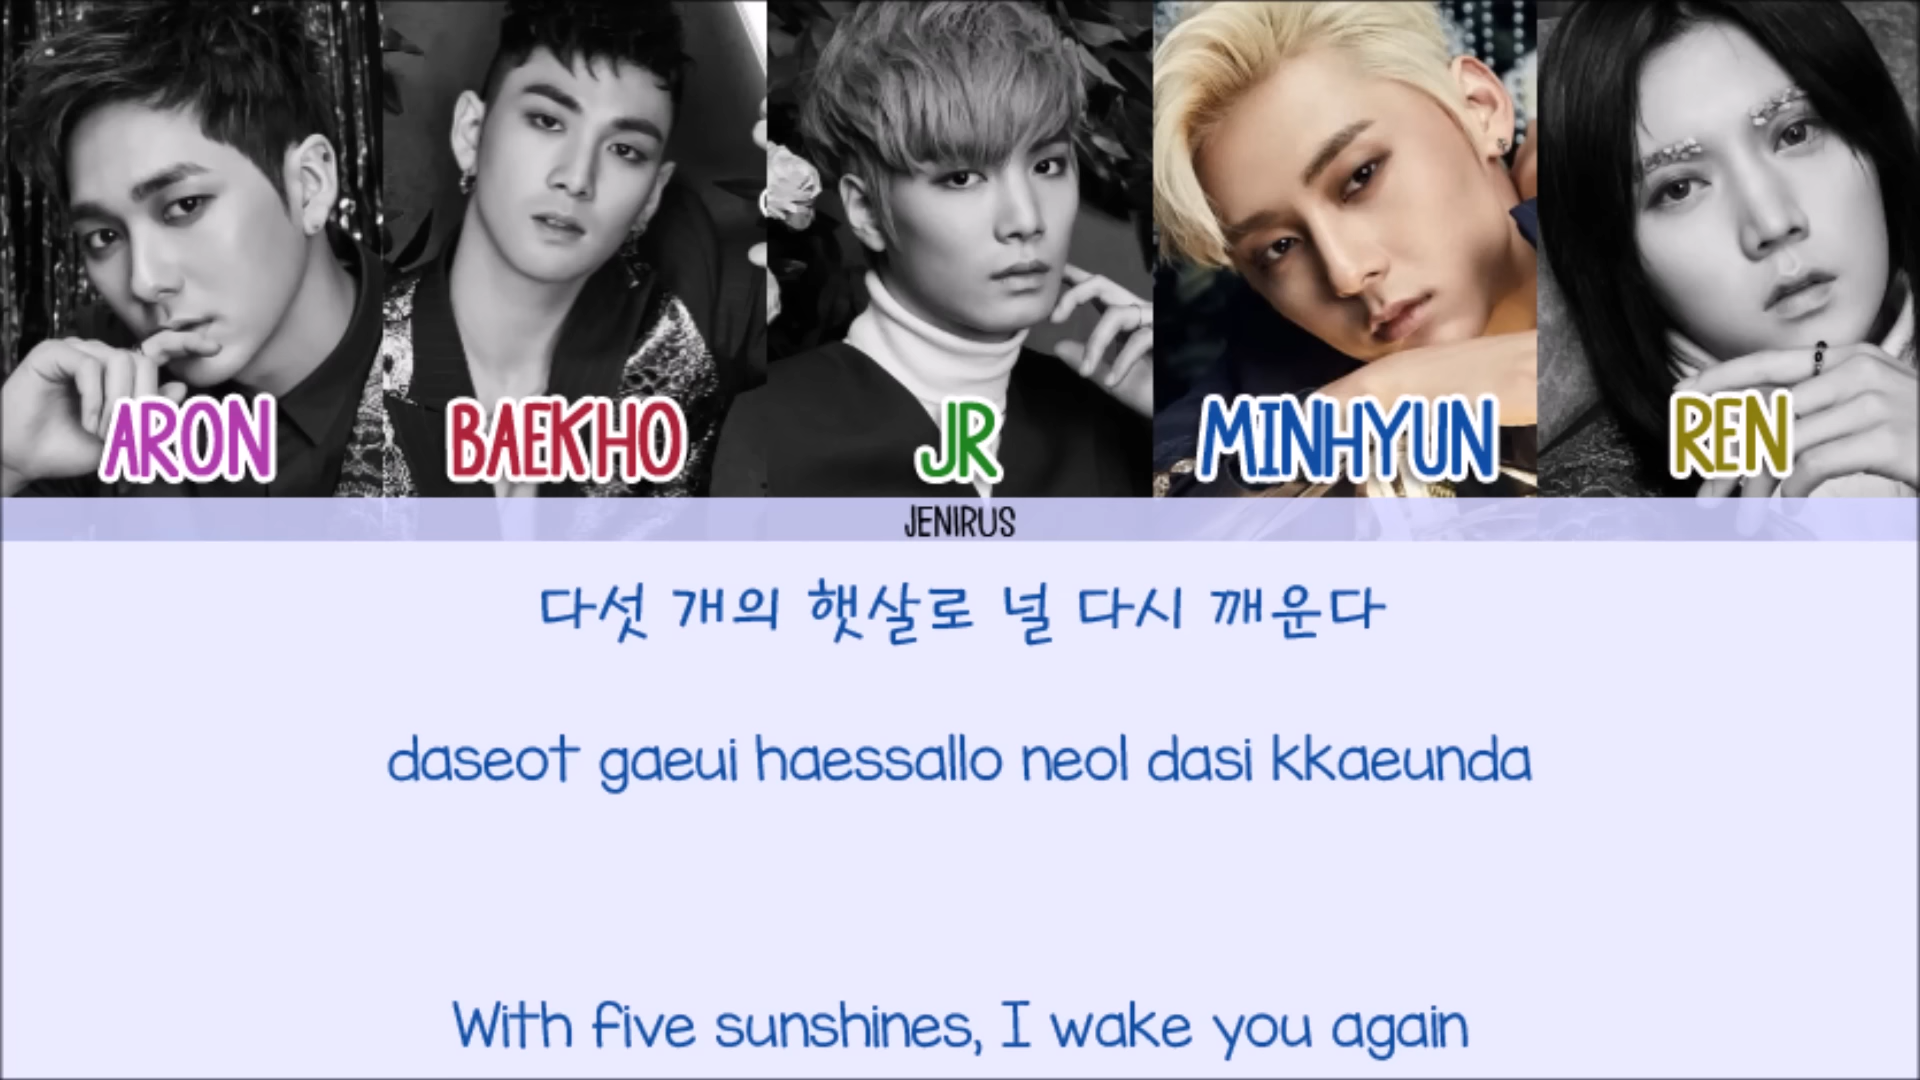 ARON
BAEKHO
JR
MINHYUN
REN
JENIRUS
다섯 개의 햇살로 널 다시 깨운다
daseot gaeui haessallo neol dasi kkaeunda
With five sunshines, I wake you again